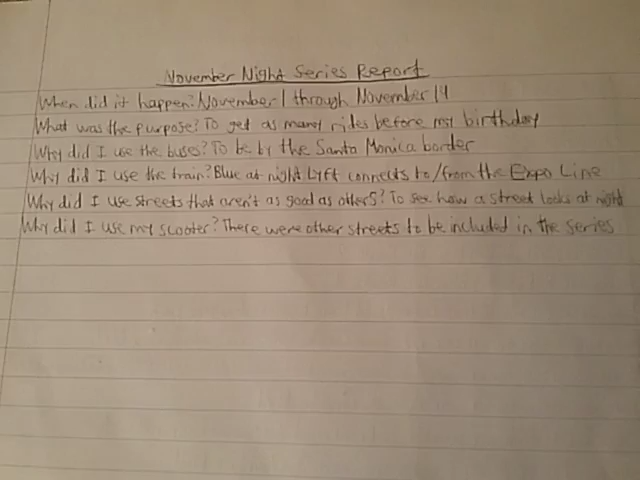 November Night Series Report
When did it happen? November 1 through November 14
What was the purpose? To get as many rides before my birthday
Why did I use the buses? To be by the Santa Monica border
Why did I use the train? Blue at night Lyft connects to/from the Expo Line
Why did I use streets that aren't as good as others? To see how a street looks at night
Why did I use my scooter? There were other streets to be included in the series